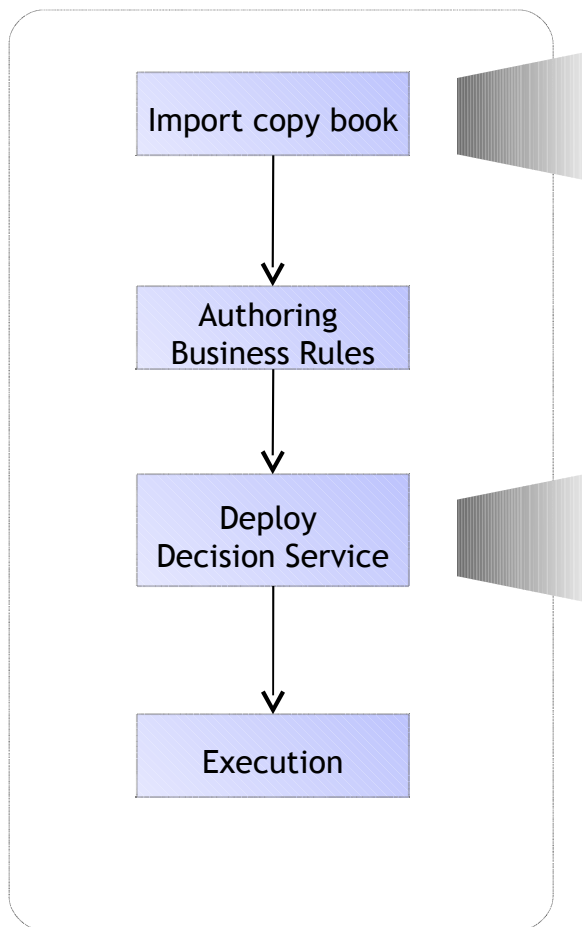 Import copy book
Authoring
Business Rules
Deploy
Decision Service
Execution